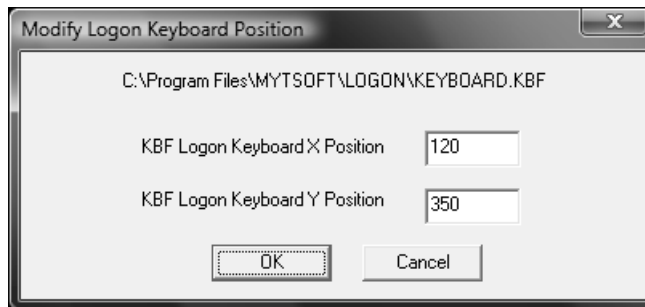 Modify Logon Keyboard Position
x
C:\Program Files\MYTSOFT\LOGON\KEYBOARD.KBF
KBF Logon Keyboard X Position 120
KBF Logon Keyboard Y Position 350
OK Cancel